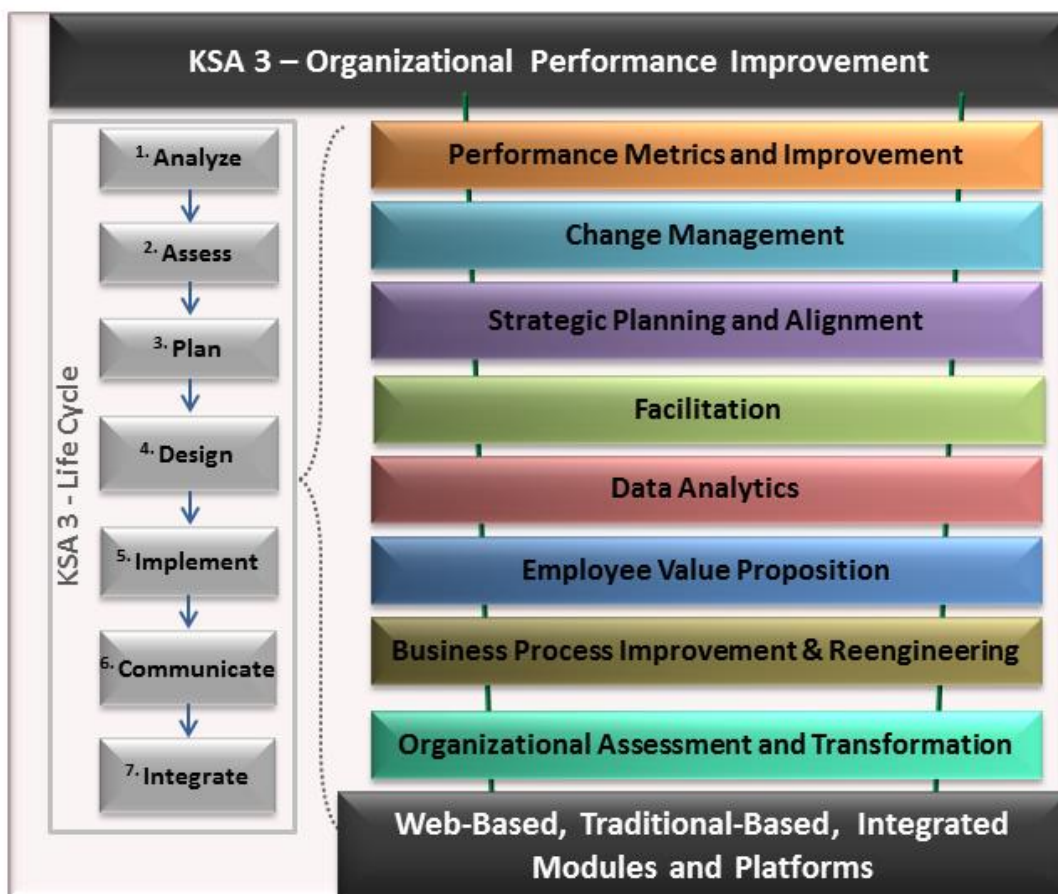 KSA 3 – Organizational Performance Improvement
KSA 3 - Life Cycle
1. Analyze
2. Assess
3. Plan
4. Design
5. Implement
6. Communicate
7. Integrate
Performance Metrics and Improvement
Change Management
Strategic Planning and Alignment
Facilitation
Data Analytics
Employee Value Proposition
Business Process Improvement & Reengineering
Organizational Assessment and Transformation
Web-Based, Traditional-Based, Integrated
Modules and Platforms